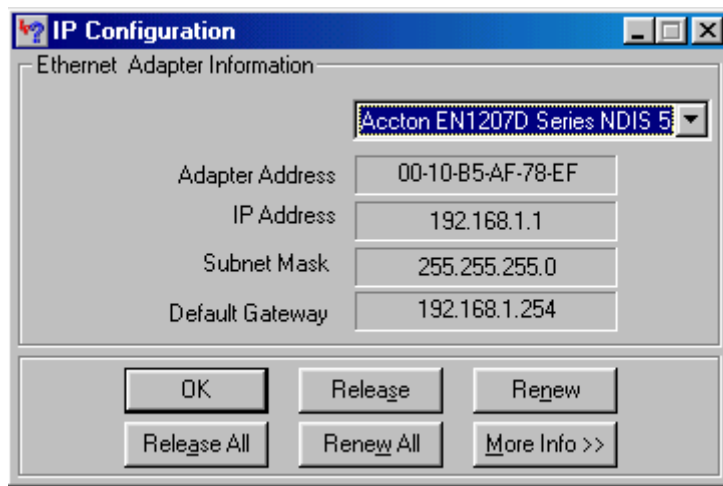 IP Configuration
Ethernet Adapter Information
Accton EN1207D Series NDIS 5
Adapter Address 00-10-B5-AF-78-EF
IP Address 192.168.1.1
Subnet Mask 255.255.255.0
Default Gateway 192.168.1.254
OK Release Renew
Release All Renew All More Info >>